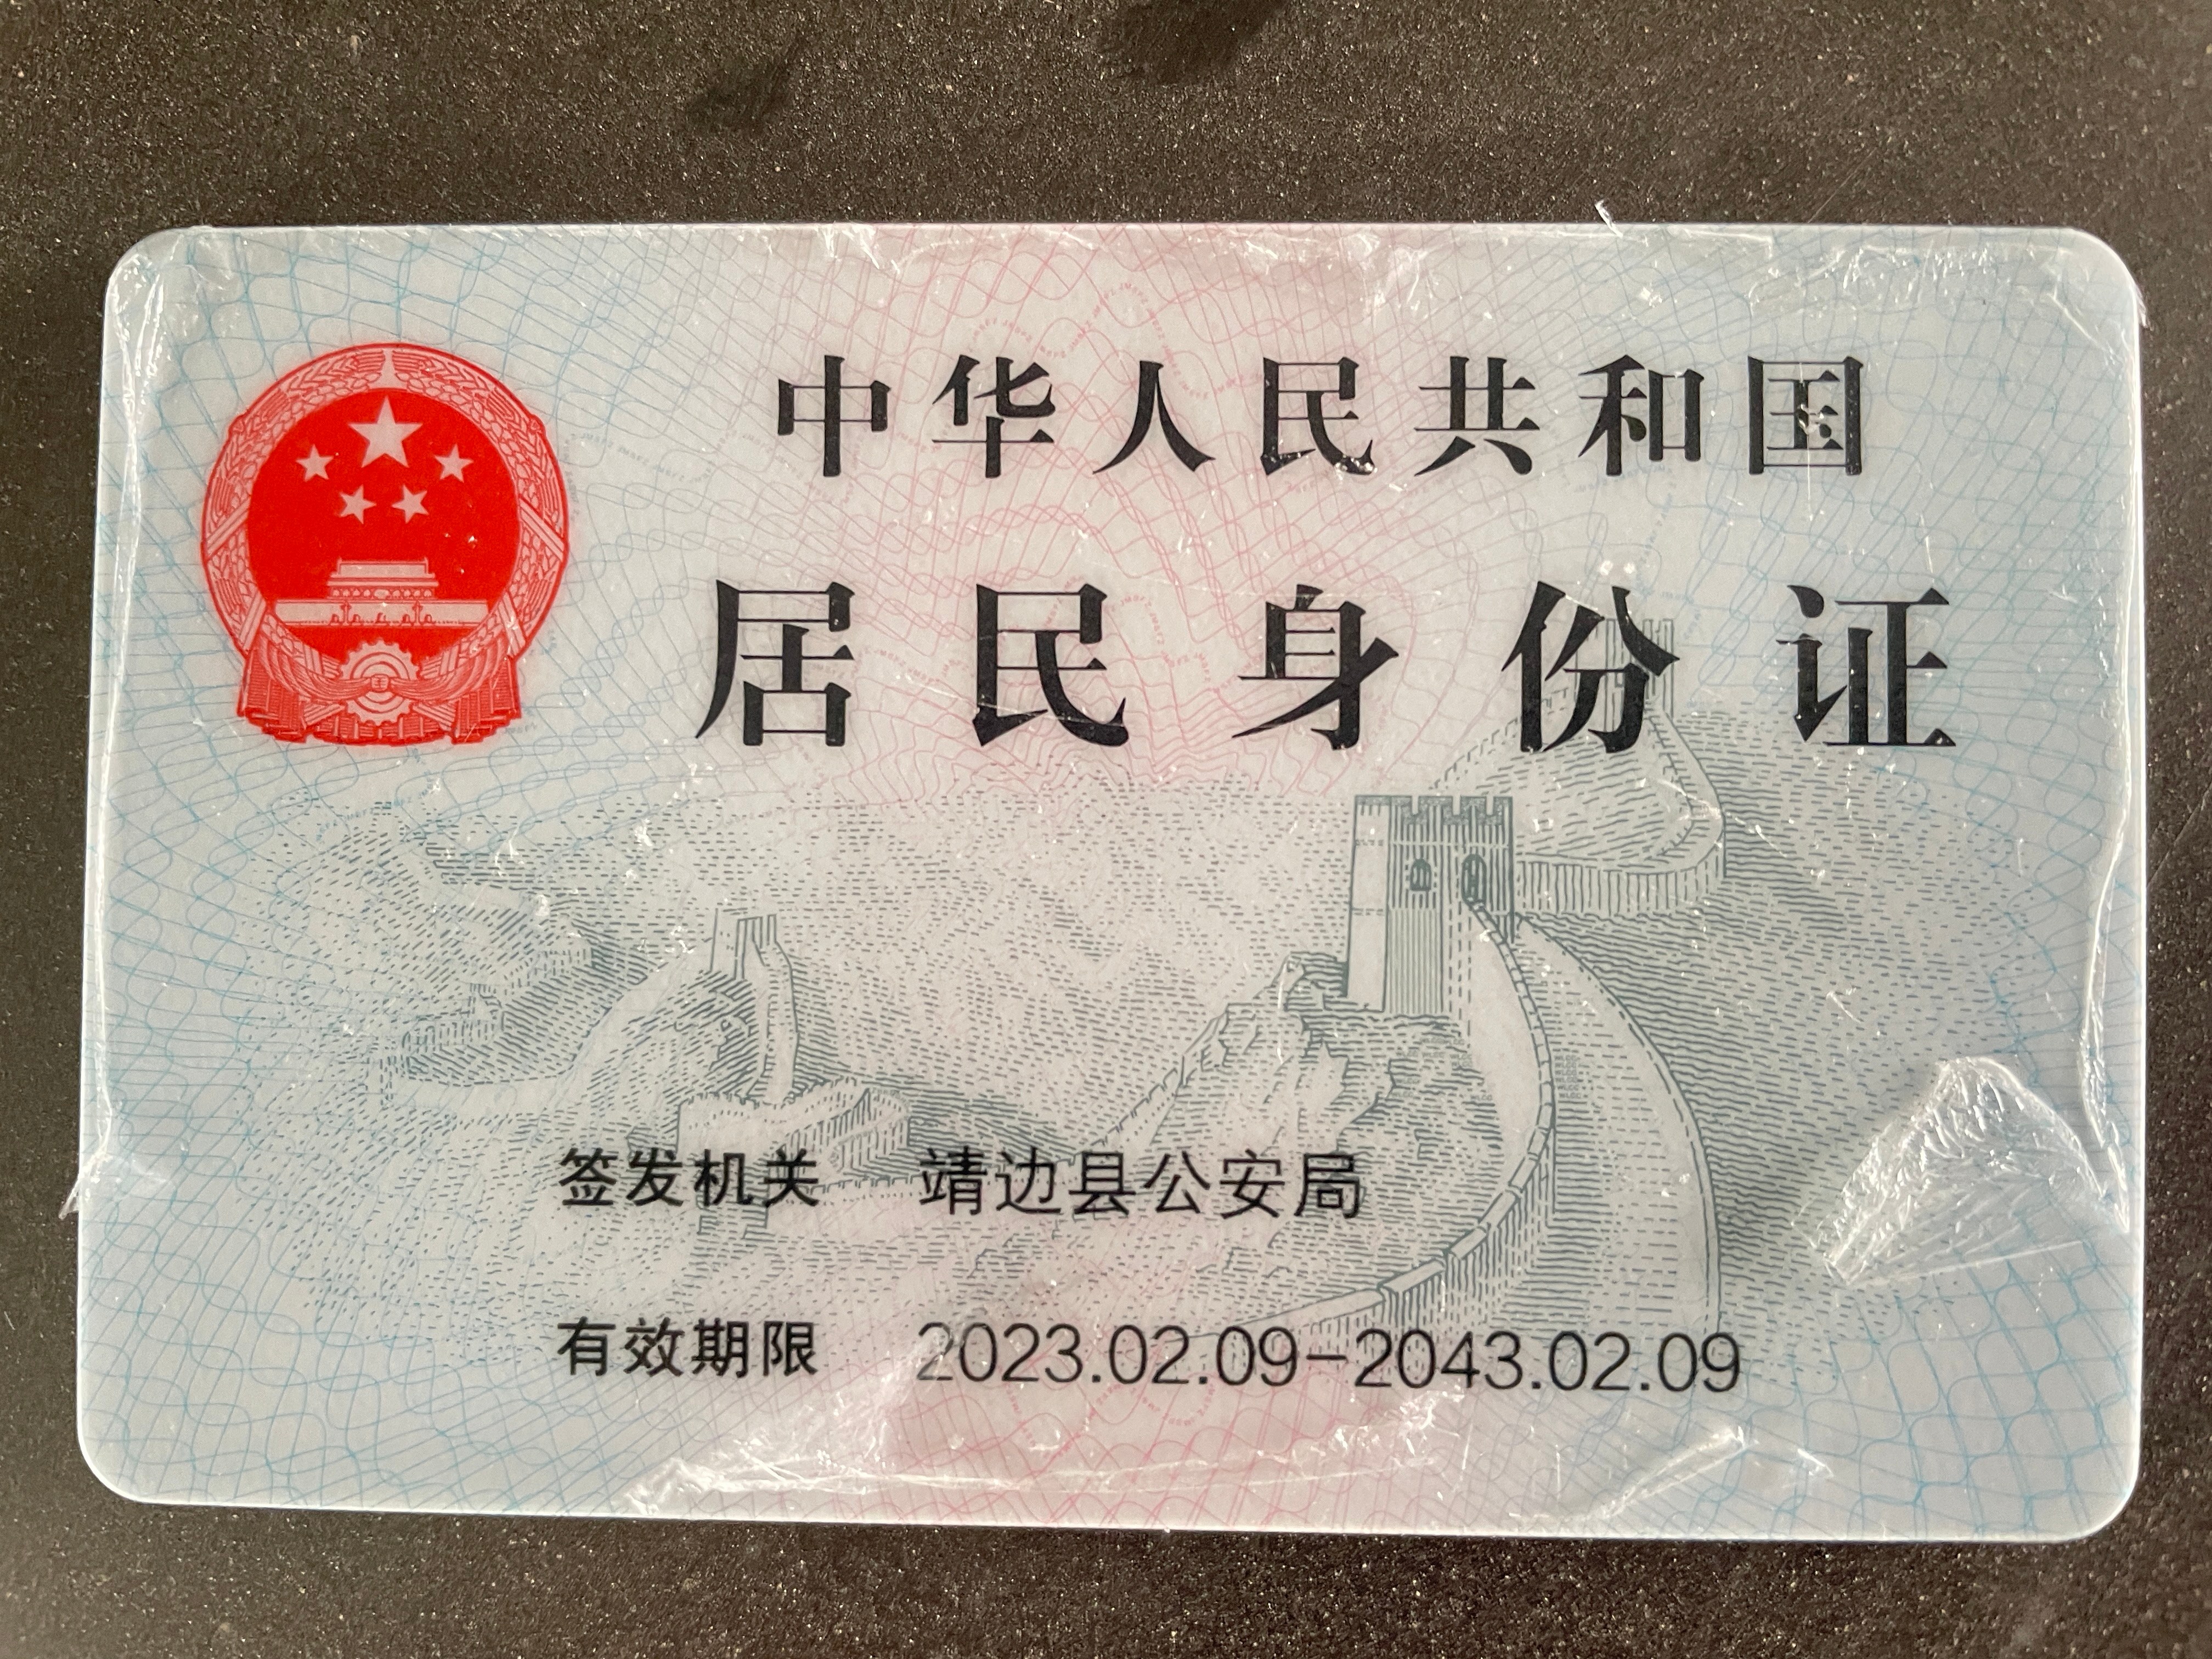 中华人民共和国
居民身份证
签发机关 靖边县公安局
有效期限 2023.02.09-2043.02.09